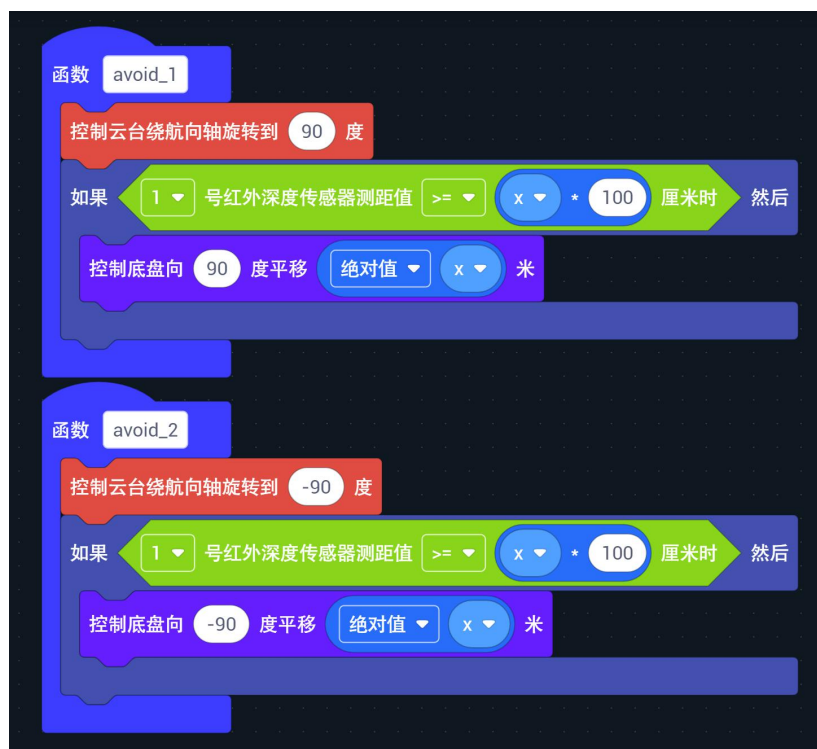 函数 avoid_1
控制云台绕航向轴旋转到 90 度
如果 1 号红外深度传感器测距值 >= x * 100 厘米时 然后
控制底盘向 90 度平移 绝对值 x 米
函数 avoid_2
控制云台绕航向轴旋转到 -90 度
如果 1 号红外深度传感器测距值 >= x * 100 厘米时 然后
控制底盘向 -90 度平移 绝对值 x 米